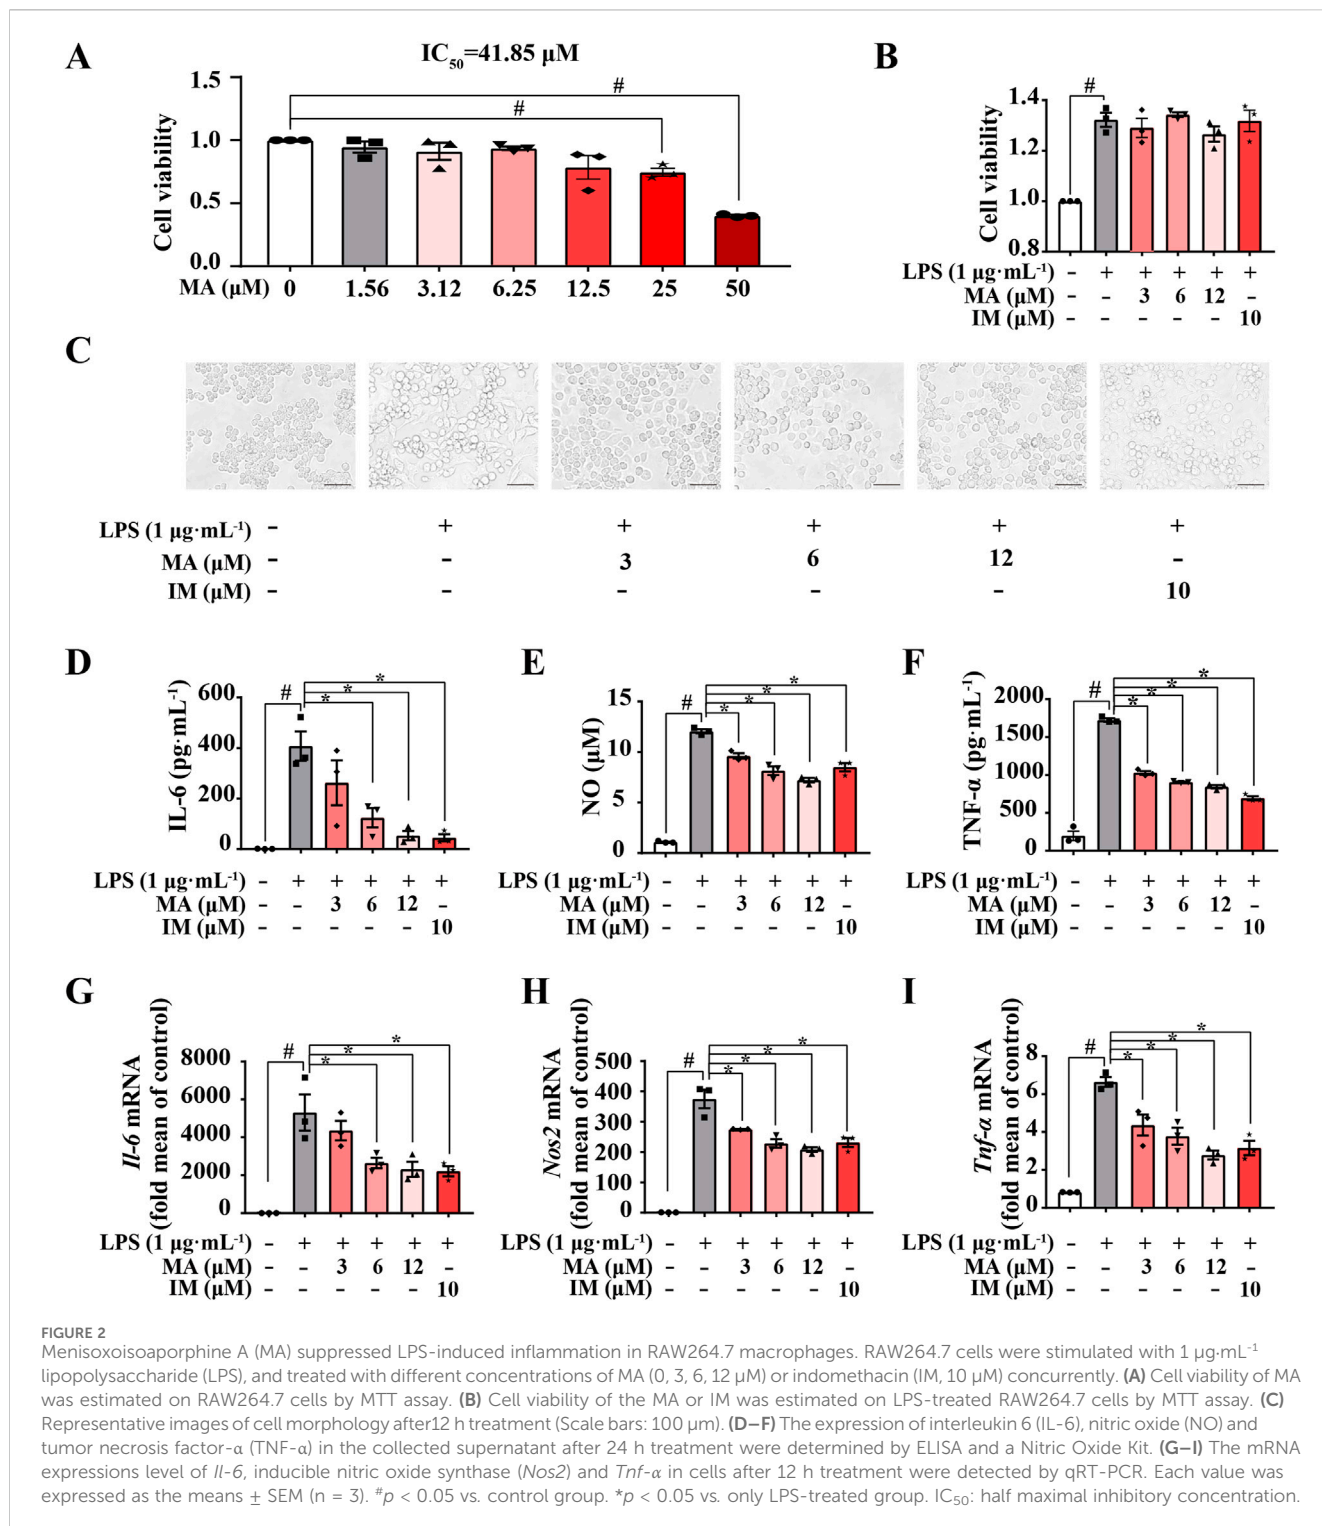 A
IC50=41.85 μM
Cell viability
1.5
1.0
0.5
0.0
# #
MA (μM) 0 1.56 3.12 6.25 12.5 25 50
B
Cell viability
1.4
1.2
1.0
0.8
#
LPS (1 μg·mL-1) – + + + + +
MA (μM) – – 3 6 12 –
IM (μM) – – – – – 10
C
LPS (1 μg·mL-1) – + + + + +
MA (μM) – – 3 6 12 –
IM (μM) – – – – – 10
D
IL-6 (pg·mL-1)
600
400
200
0
# * * *
LPS (1 μg·mL-1) – + + + + +
MA (μM) – – 3 6 12 –
IM (μM) – – – – – 10
E
NO (μM)
15
10
5
0
# * * * *
LPS (1 μg·mL-1) – + + + + +
MA (μM) – – 3 6 12 –
IM (μM) – – – – – 10
F
TNF-α (pg·mL-1)
2000
1500
1000
500
0
# * * * *
LPS (1 μg·mL-1) – + + + + +
MA (μM) – – 3 6 12 –
IM (μM) – – – – – 10
G
Il-6 mRNA
(fold mean of control)
8000
6000
4000
2000
0
# * * *
LPS (1 μg·mL-1) – + + + + +
MA (μM) – – 3 6 12 –
IM (μM) – – – – – 10
H
Nos2 mRNA
(fold mean of control)
500
400
300
200
100
0
# * * * *
LPS (1 μg·mL-1) – + + + + +
MA (μM) – – 3 6 12 –
IM (μM) – – – – – 10
I
Tnf-α mRNA
(fold mean of control)
8
6
4
2
0
# * * * *
LPS (1 μg·mL-1) – + + + + +
MA (μM) – – 3 6 12 –
IM (μM) – – – – – 10
FIGURE 2
Menisoxoisoaporphine A (MA) suppressed LPS-induced inflammation in RAW264.7 macrophages. RAW264.7 cells were stimulated with 1 μg·mL-1
lipopolysaccharide (LPS), and treated with different concentrations of MA (0, 3, 6, 12 μM) or indomethacin (IM, 10 μM) concurrently. (A) Cell viability of MA
was estimated on RAW264.7 cells by MTT assay. (B) Cell viability of the MA or IM was estimated on LPS-treated RAW264.7 cells by MTT assay. (C)
Representative images of cell morphology after12 h treatment (Scale bars: 100 μm). (D–F) The expression of interleukin 6 (IL-6), nitric oxide (NO) and
tumor necrosis factor-α (TNF-α) in the collected supernatant after 24 h treatment were determined by ELISA and a Nitric Oxide Kit. (G–I) The mRNA
expressions level of Il-6, inducible nitric oxide synthase (Nos2) and Tnf-α in cells after 12 h treatment were detected by qRT-PCR. Each value was
expressed as the means ± SEM (n = 3). #p < 0.05 vs. control group. *p < 0.05 vs. only LPS-treated group. IC50: half maximal inhibitory concentration.